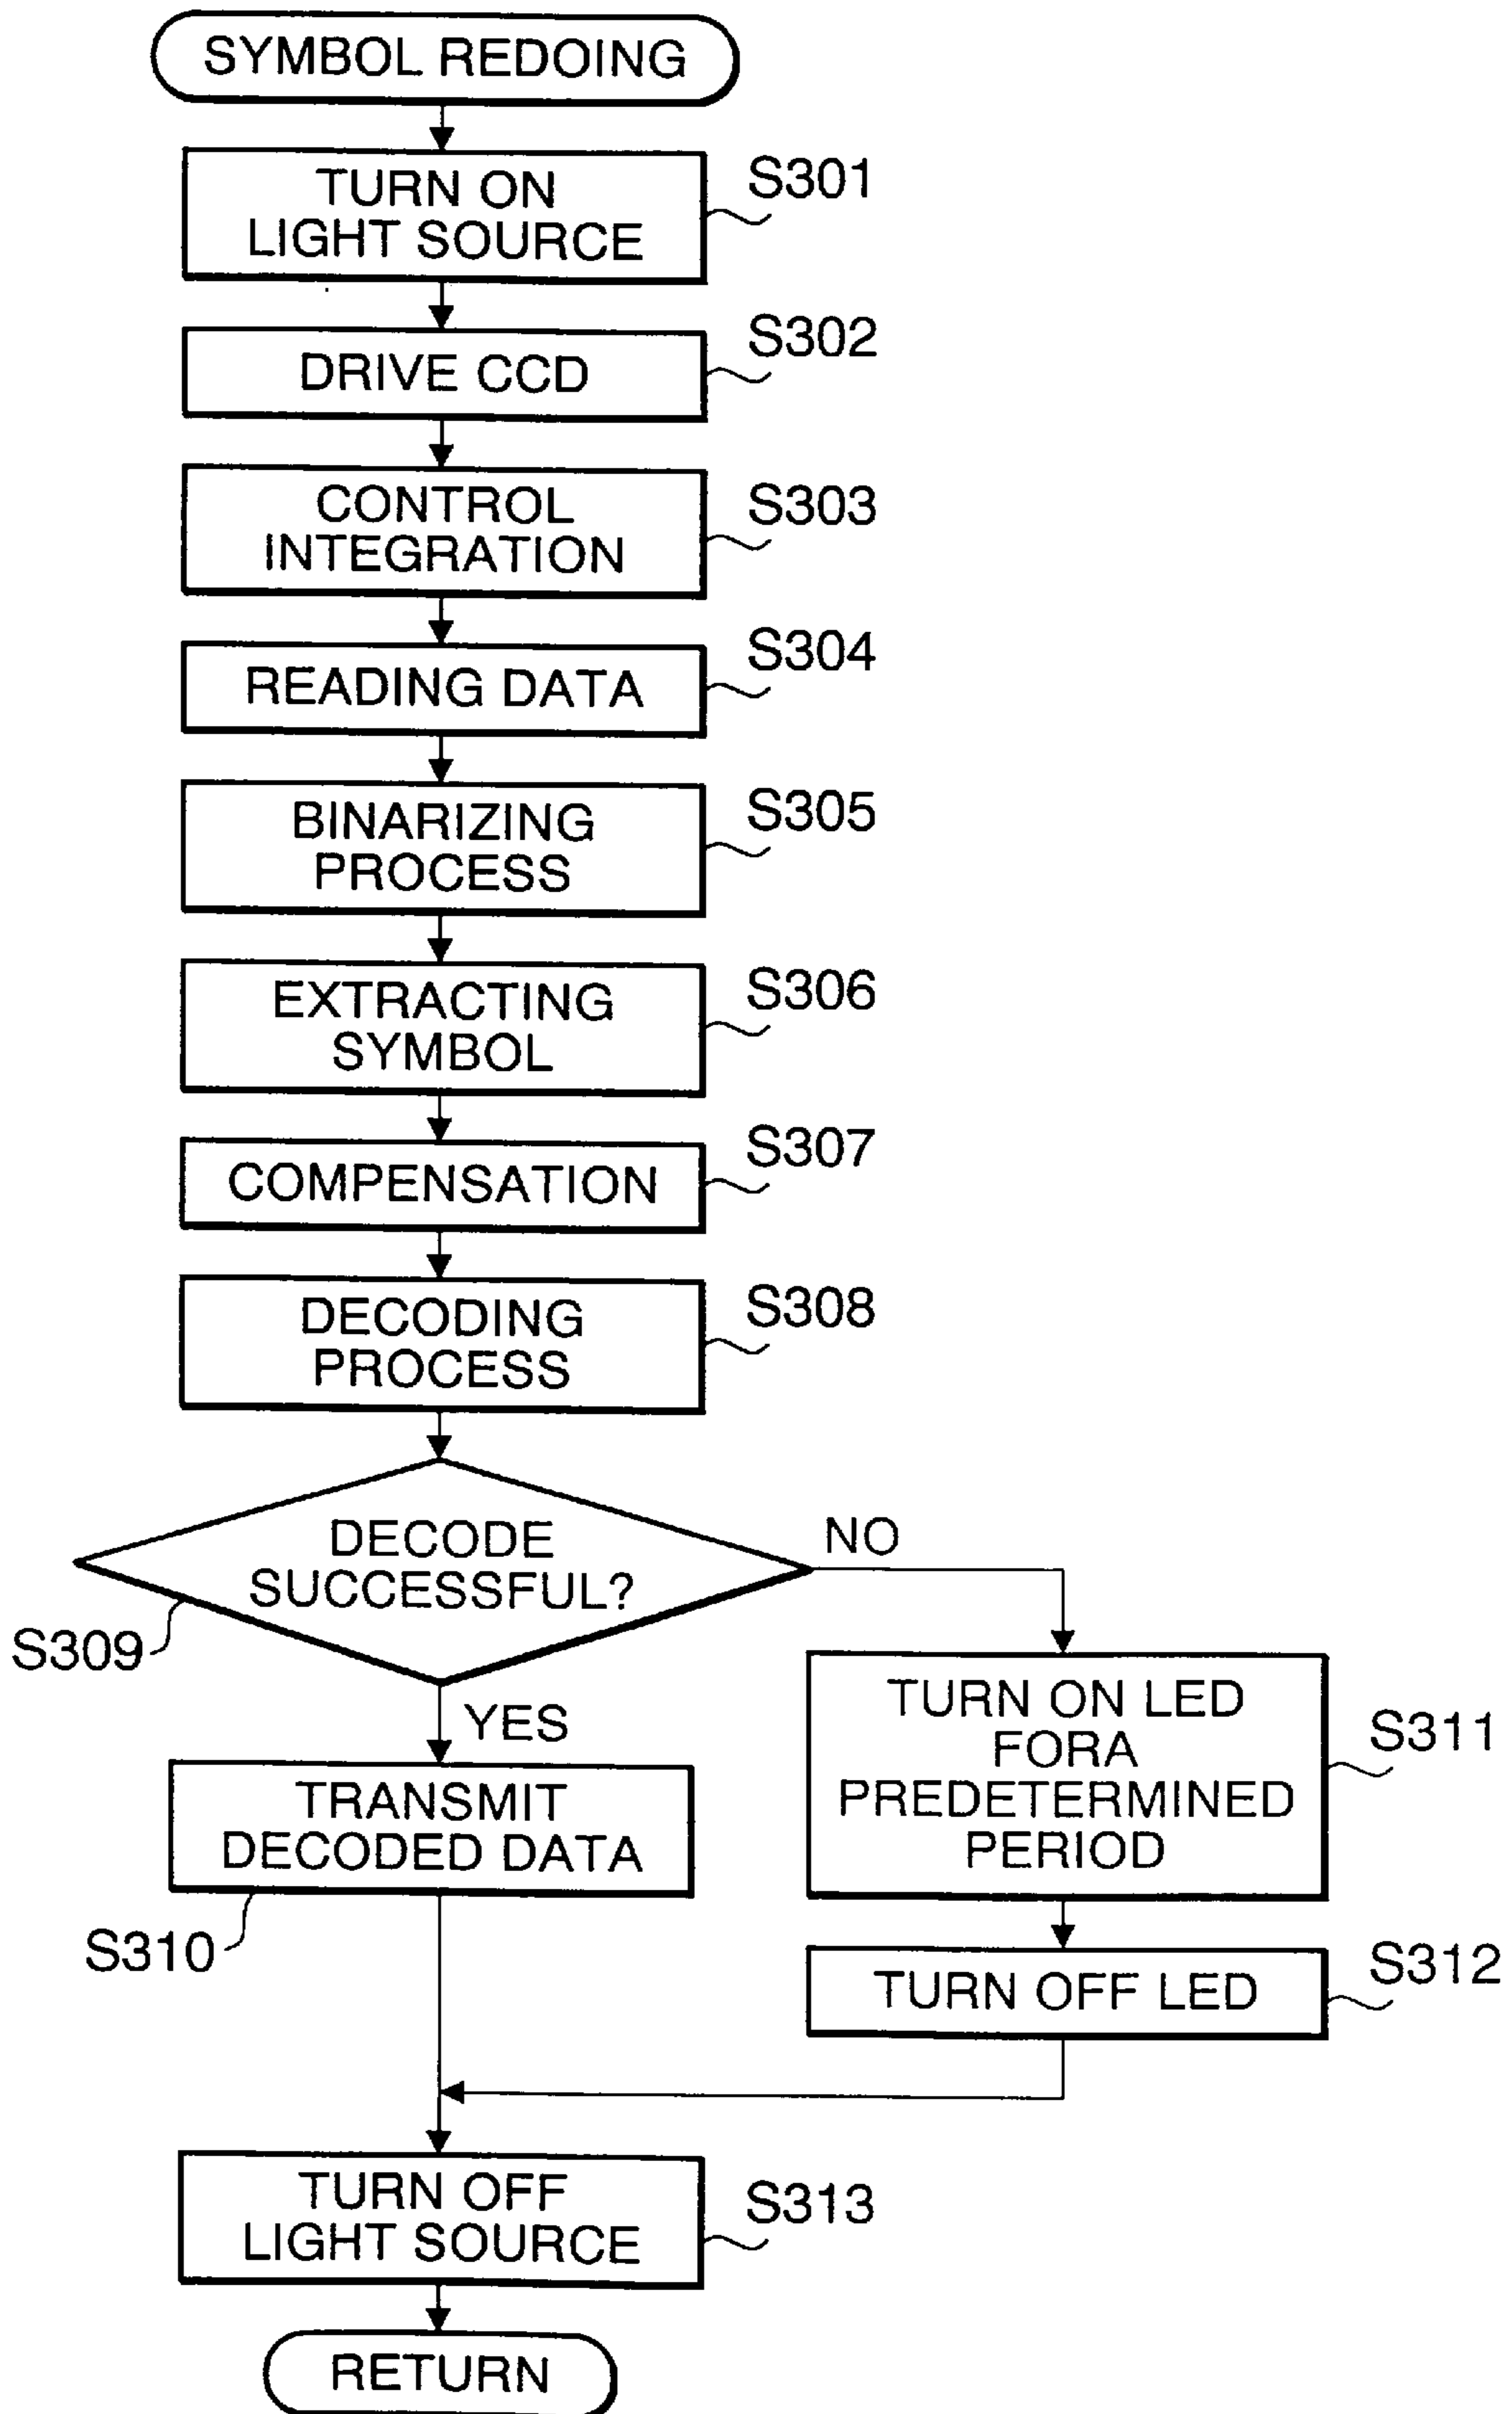 SYMBOL REDOING
TURN ON
LIGHT SOURCE
S301
DRIVE CCD
S302
CONTROL
INTEGRATION
S303
READING DATA
S304
BINARIZING
PROCESS
S305
EXTRACTING
SYMBOL
S306
COMPENSATION
S307
DECODING
PROCESS
S308
DECODE
SUCCESSFUL?
S309
NO
YES
TRANSMIT
DECODED DATA
S310
TURN ON LED
FORA
PREDETERMINED
PERIOD
S311
TURN OFF LED
S312
TURN OFF
LIGHT SOURCE
S313
RETURN